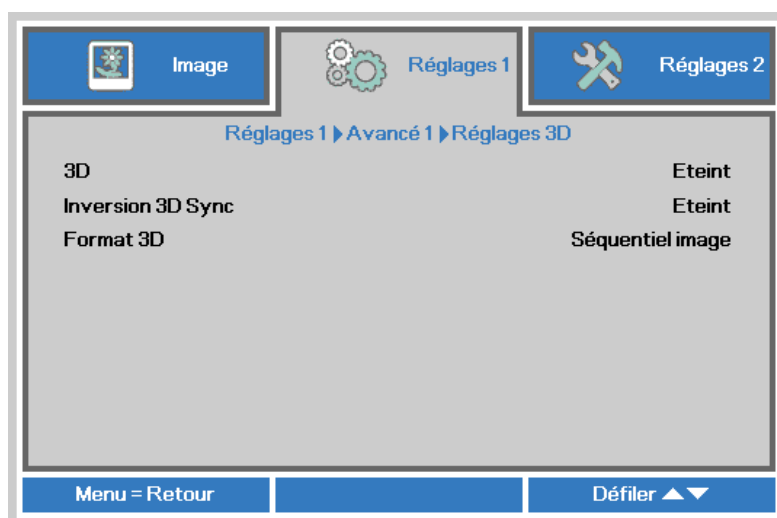 Image
Réglages 1
Réglages 2
Réglages 1 ▶ Avancé 1 ▶ Réglages 3D
3D Eteint
Inversion 3D Sync Eteint
Format 3D Séquentiel image
Menu = Retour
Défiler ▲▼